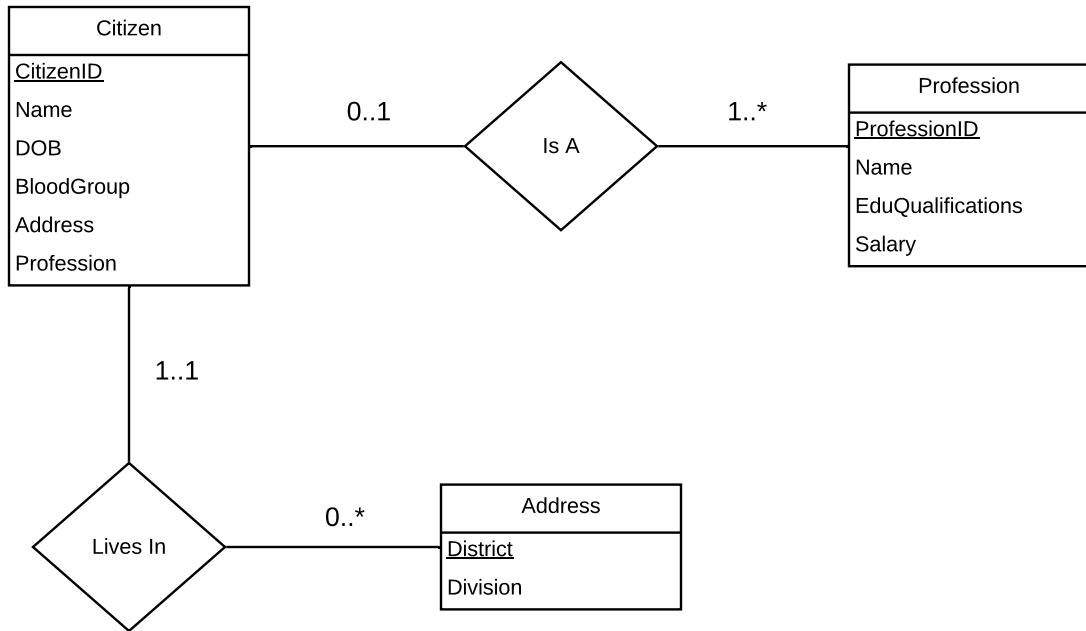 Citizen
CitizenID
Name
DOB
BloodGroup
Address
Profession
0..1
Is A
1..*
Profession
ProfessionID
Name
EduQualifications
Salary
1..1
Lives In
0..*
Address
District
Division